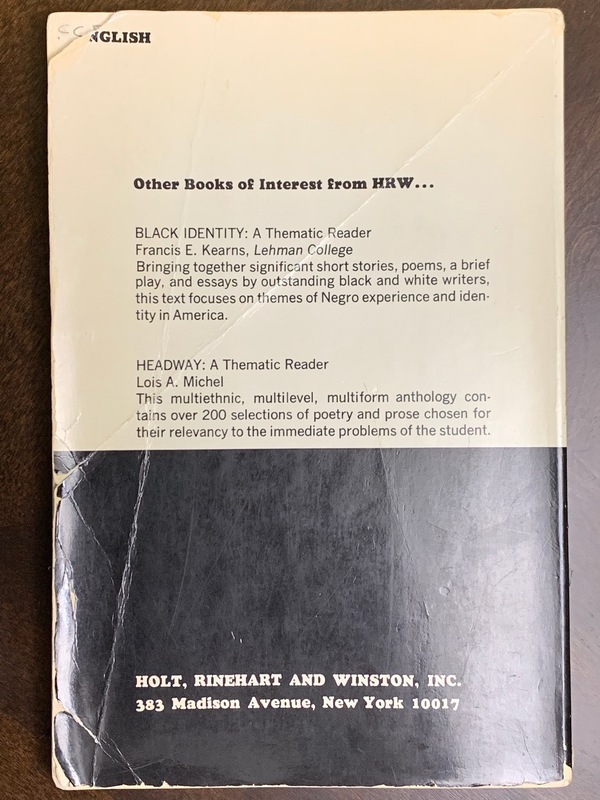 NGLISH
Other Books of Interest from HRW...
BLACK IDENTITY: A Thematic Reader
Francis E. Kearns, Lehman College
Bringing together significant short stories, poems, a brief
play, and essays by outstanding black and white writers,
this text focuses on themes of Negro experience and iden-
tity in America.
HEADWAY: A Thematic Reader
Lois A. Michel
This multiethnic, multilevel, multiform anthology con-
tains over 200 selections of poetry and prose chosen for
their relevancy to the immediate problems of the student.
HOLT, RINEHART AND WINSTON, INC.
383 Madison Avenue, New York 10017